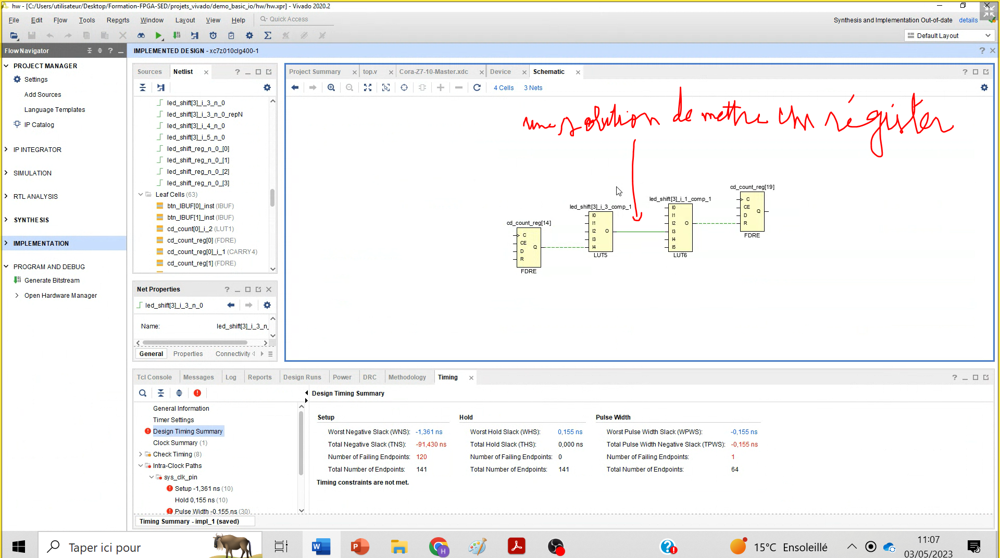 hw - [C:/Users/utilisateur/Desktop/Formation-FPGA-SED/projets_vivado/demo_basic_io/hw/hw.xpr] - Vivado 2020.2
File Edit Flow Tools Reports Window Layout View Help Quick Access
Synthesis and Implementation Out-of-date details
Default Layout
Flow Navigator
IMPLEMENTED DESIGN - xc7z010clg400-1
PROJECT MANAGER
Settings
Add Sources
Language Templates
IP Catalog
IP INTEGRATOR
SIMULATION
RTL ANALYSIS
SYNTHESIS
IMPLEMENTATION
PROGRAM AND DEBUG
Generate Bitstream
Open Hardware Manager
Sources Netlist
led_shift[3]_i_3_n_0
led_shift[3]_i_3_n_0_repN
led_shift[3]_i_4_n_0
led_shift[3]_i_5_n_0
led_shift_reg_n_0_[0]
led_shift_reg_n_0_[1]
led_shift_reg_n_0_[2]
led_shift_reg_n_0_[3]
Leaf Cells (63)
btn_IBUF[0]_inst (IBUF)
btn_IBUF[1]_inst (IBUF)
cd_count[0]_i_2 (LUT1)
cd_count_reg[0] (FDRE)
cd_count_reg[0]_i_1 (CARRY4)
cd_count_reg[1] (FDRE)
Net Properties
led_shift[3]_i_3_n_0
Name: led_shift[3]_i_3_n_
General Properties Connectivity
Project Summary top.v Cora-Z7-10-Master.xdc Device Schematic
4 Cells 3 Nets
une solution de mettre un régister
cd_count_reg[14]
C
CE
D
R
Q
FDRE
led_shift[3]_i_3_comp_1
I0
I1
I2
I3
I4
O
LUT5
led_shift[3]_i_1_comp_1
I0
I1
I2
I3
I4
I5
O
LUT6
cd_count_reg[19]
C
CE
D
R
Q
FDRE
Tcl Console Messages Log Reports Design Runs Power DRC Methodology Timing
General Information
Timer Settings
Design Timing Summary
Clock Summary (1)
Check Timing (8)
Intra-Clock Paths
sys_clk_pin
Setup -1,361 ns (10)
Hold 0,155 ns (10)
Pulse Width -0,155 ns (30)
Timing Summary - impl_1 (saved)
Design Timing Summary
Setup Hold Pulse Width
Worst Negative Slack (WNS): -1,361 ns Worst Hold Slack (WHS): 0,155 ns Worst Pulse Width Slack (WPWS): -0,155 ns
Total Negative Slack (TNS): -91,430 ns Total Hold Slack (THS): 0,000 ns Total Pulse Width Negative Slack (TPWS): -0,155 ns
Number of Failing Endpoints: 120 Number of Failing Endpoints: 0 Number of Failing Endpoints: 1
Total Number of Endpoints: 141 Total Number of Endpoints: 141 Total Number of Endpoints: 64
Timing constraints are not met.
Taper ici pour
15°C Ensoleillé
11:07
03/05/2023